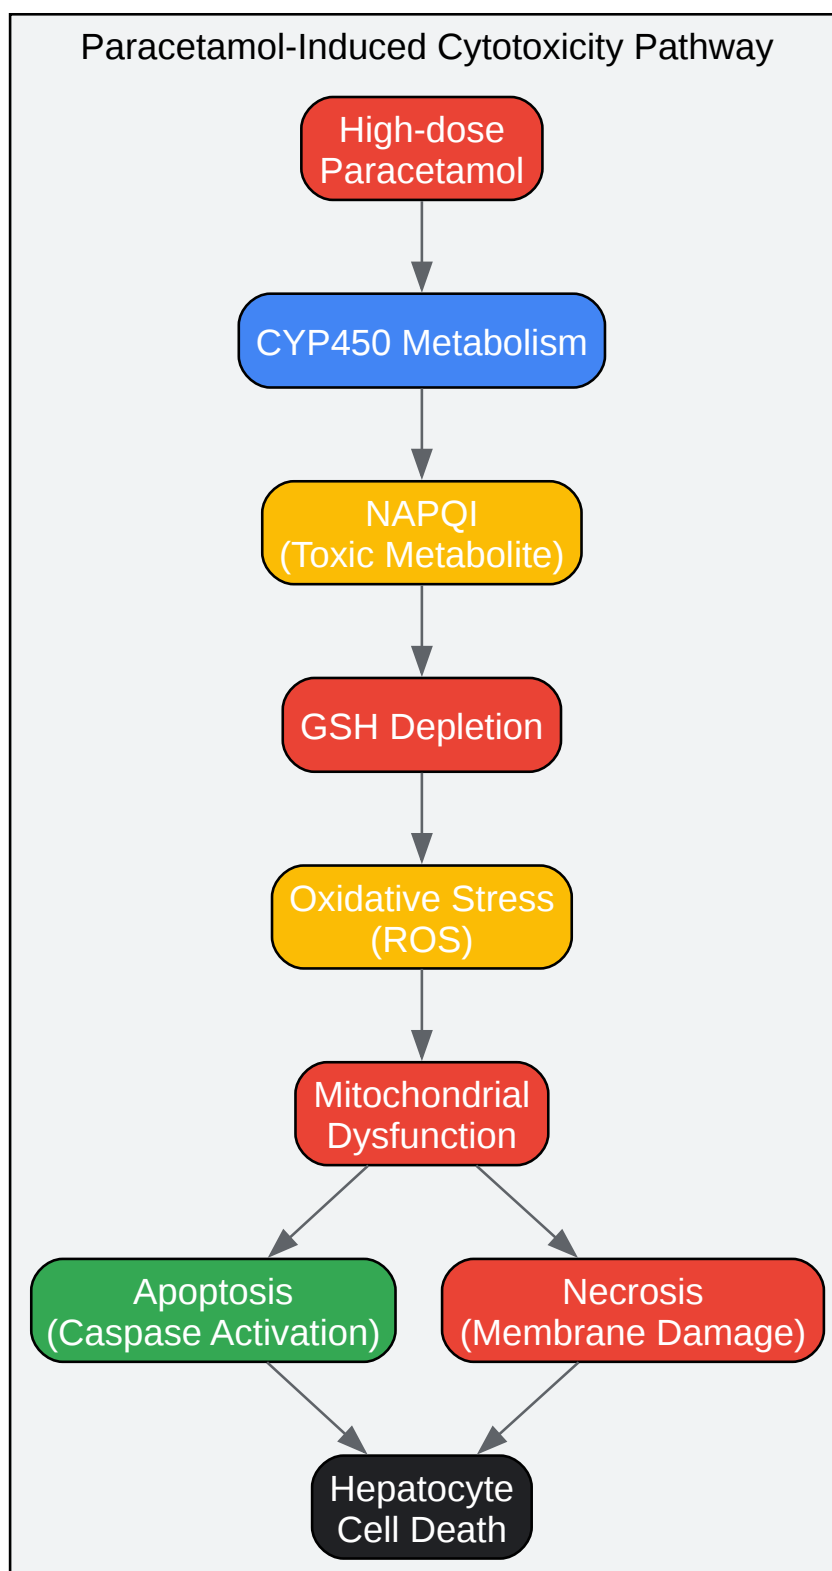 Paracetamol-Induced Cytotoxicity Pathway
High-dose
Paracetamol
CYP450 Metabolism
NAPQI
(Toxic Metabolite)
GSH Depletion
Oxidative Stress
(ROS)
Mitochondrial
Dysfunction
Apoptosis
(Caspase Activation)
Necrosis
(Membrane Damage)
Hepatocyte
Cell Death